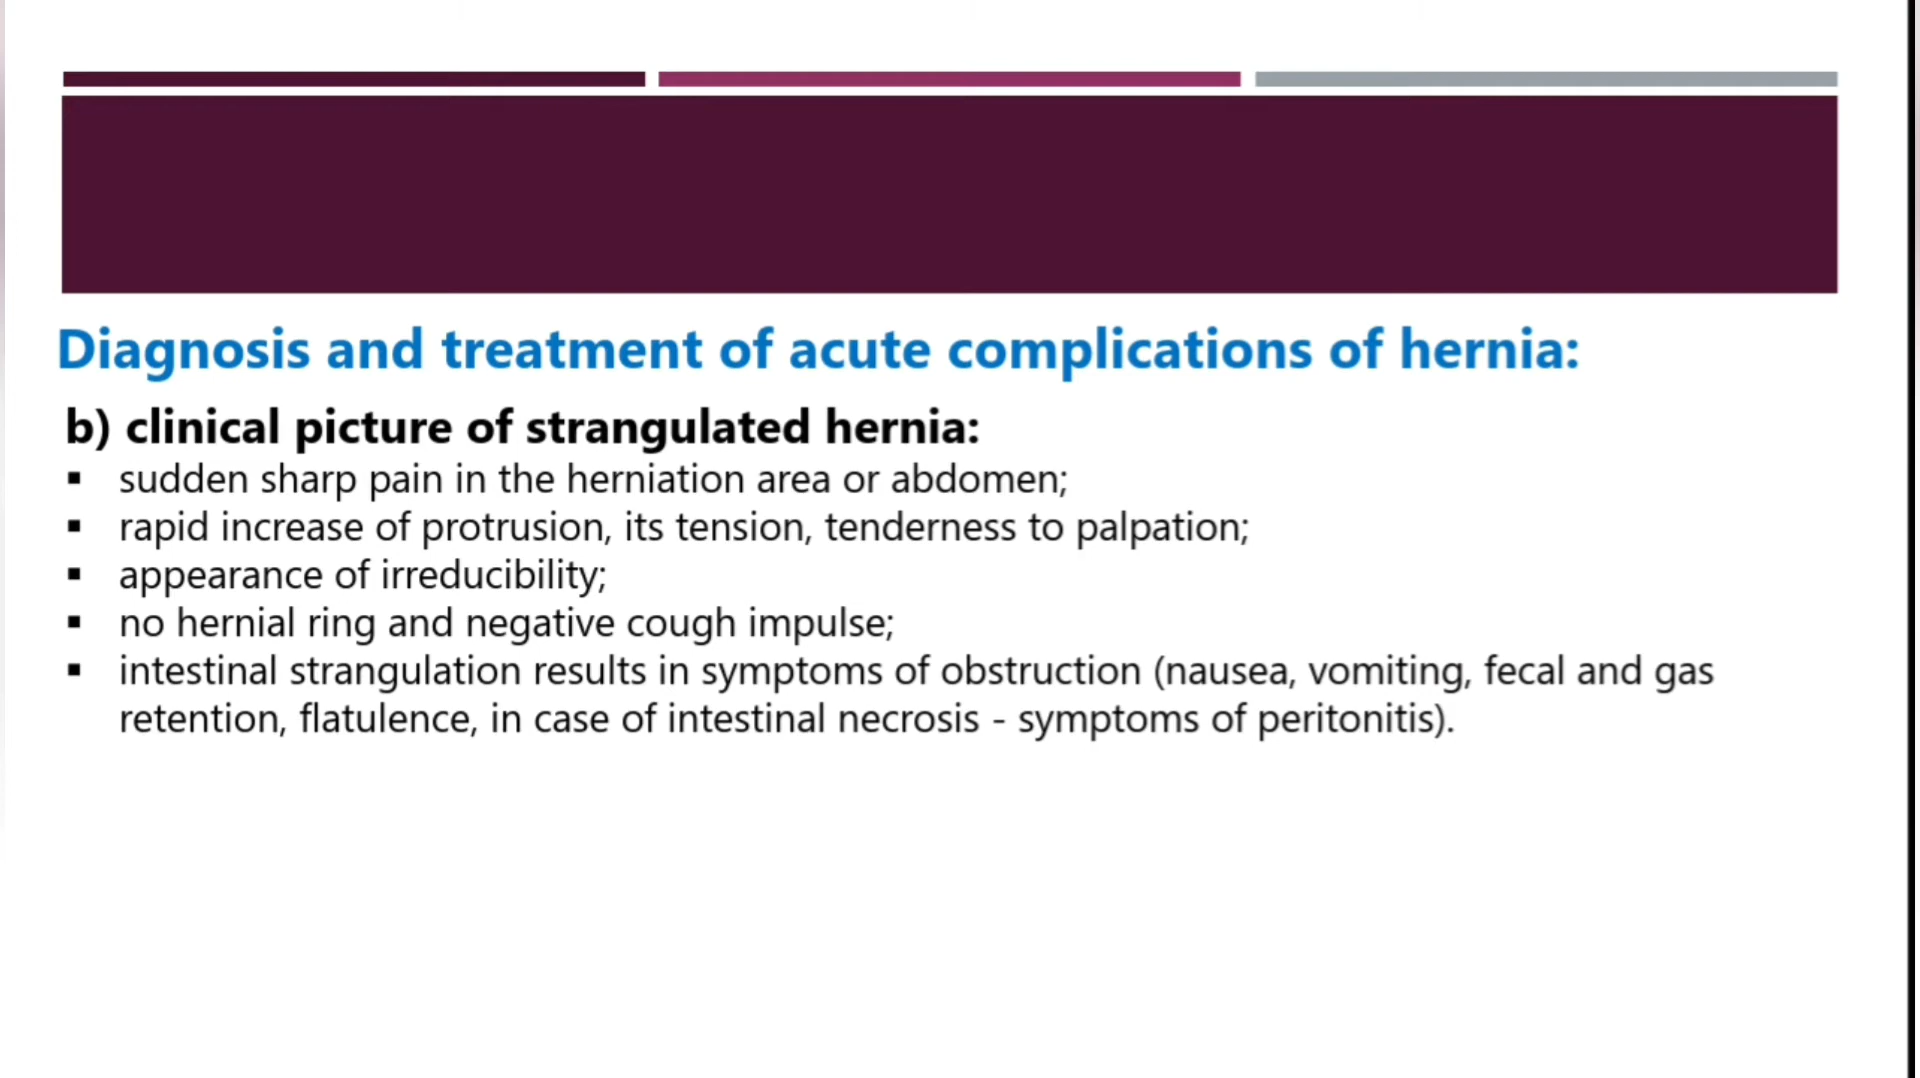 Diagnosis and treatment of acute complications of hernia:
b) clinical picture of strangulated hernia:
▪ sudden sharp pain in the herniation area or abdomen;
▪ rapid increase of protrusion, its tension, tenderness to palpation;
▪ appearance of irreducibility;
▪ no hernial ring and negative cough impulse;
▪ intestinal strangulation results in symptoms of obstruction (nausea, vomiting, fecal and gas
retention, flatulence, in case of intestinal necrosis - symptoms of peritonitis).